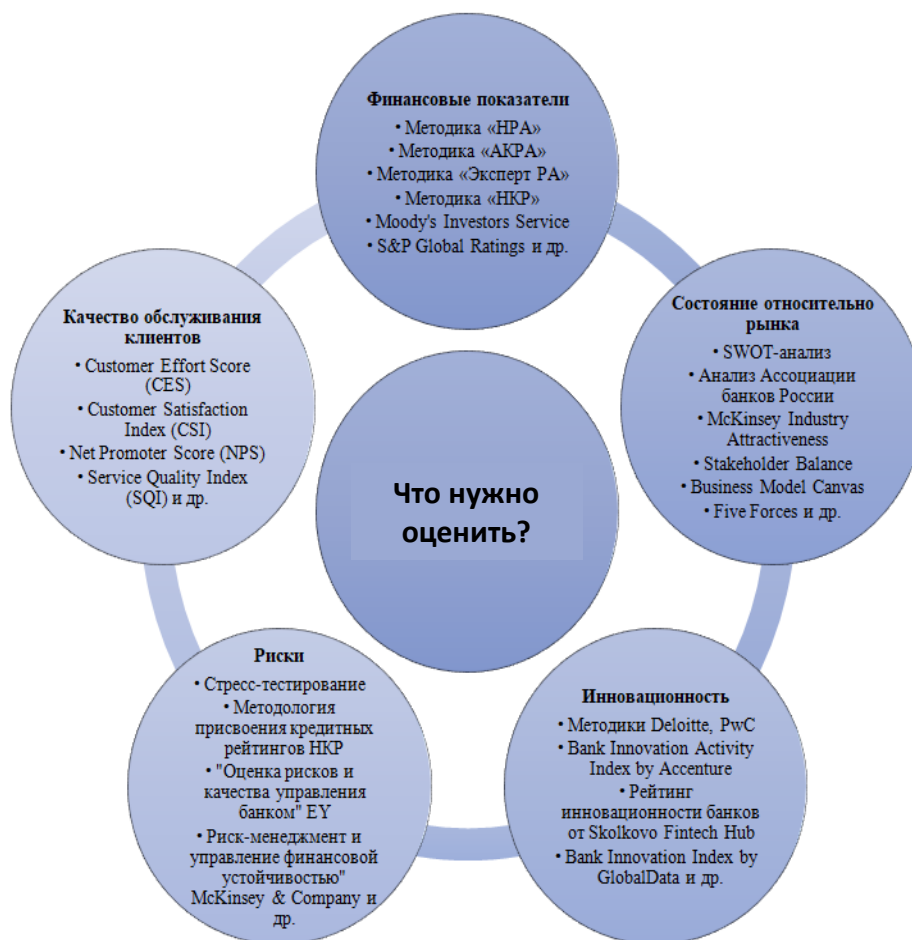 Финансовые показатели
• Методика «НРА»
• Методика «АКРА»
• Методика «Эксперт РА»
• Методика «НКР»
• Moody's Investors Service
• S&P Global Ratings и др.
Состояние относительно
рынка
• SWOT-анализ
• Анализ Ассоциации
банков России
• McKinsey Industry
Attractiveness
• Stakeholder Balance
• Business Model Canvas
• Five Forces и др.
Инновационность
• Методики Deloitte, PwC
• Bank Innovation Activity
Index by Accenture
• Рейтинг
инновационности банков
от Skolkovo Fintech Hub
• Bank Innovation Index by
GlobalData и др.
Риски
• Стресс-тестирование
• Методология
присвоения кредитных
рейтингов НКР
• "Оценка рисков и
качества управления
банком" EY
• Риск-менеджмент и
управление финансовой
устойчивостью"
McKinsey & Company и
др.
Качество обслуживания
клиентов
• Customer Effort Score
(CES)
• Customer Satisfaction
Index (CSI)
• Net Promoter Score (NPS)
• Service Quality Index
(SQI) и др.
Что нужно
оценить?